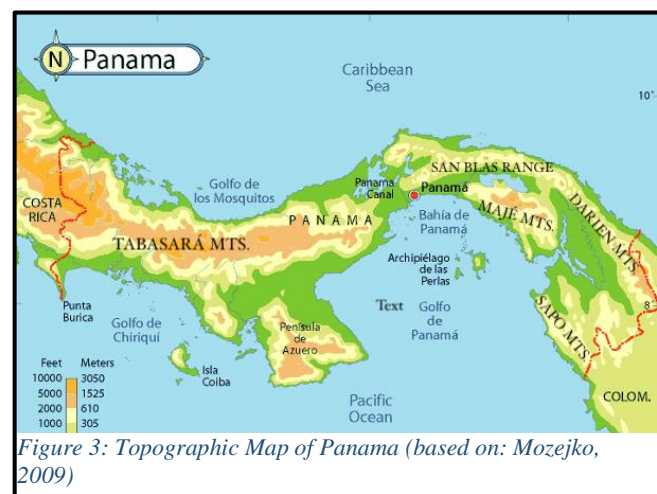 N Panama
Caribbean
Sea
10°
SAN BLAS RANGE
Panama
Canal
Panamá
Golfo de
los Mosquitos
COSTA
RICA
PANAMA
Bahía de
Panamá
MAJÉ MTS.
DARIEN MTS.
TABASARÁ MTS.
Archipiélago
de las
Perlas
Text
Golfo
de
Panamá
8
SAPO MTS.
Punta
Burica
Golfo de
Chiriquí
Península
de
Azuero
Isla
Coiba
COLOM.
Pacific
Ocean
Feet Meters
10000 3050
5000 1525
2000 610
1000 305
Figure 3: Topographic Map of Panama (based on: Mozejko,
2009)